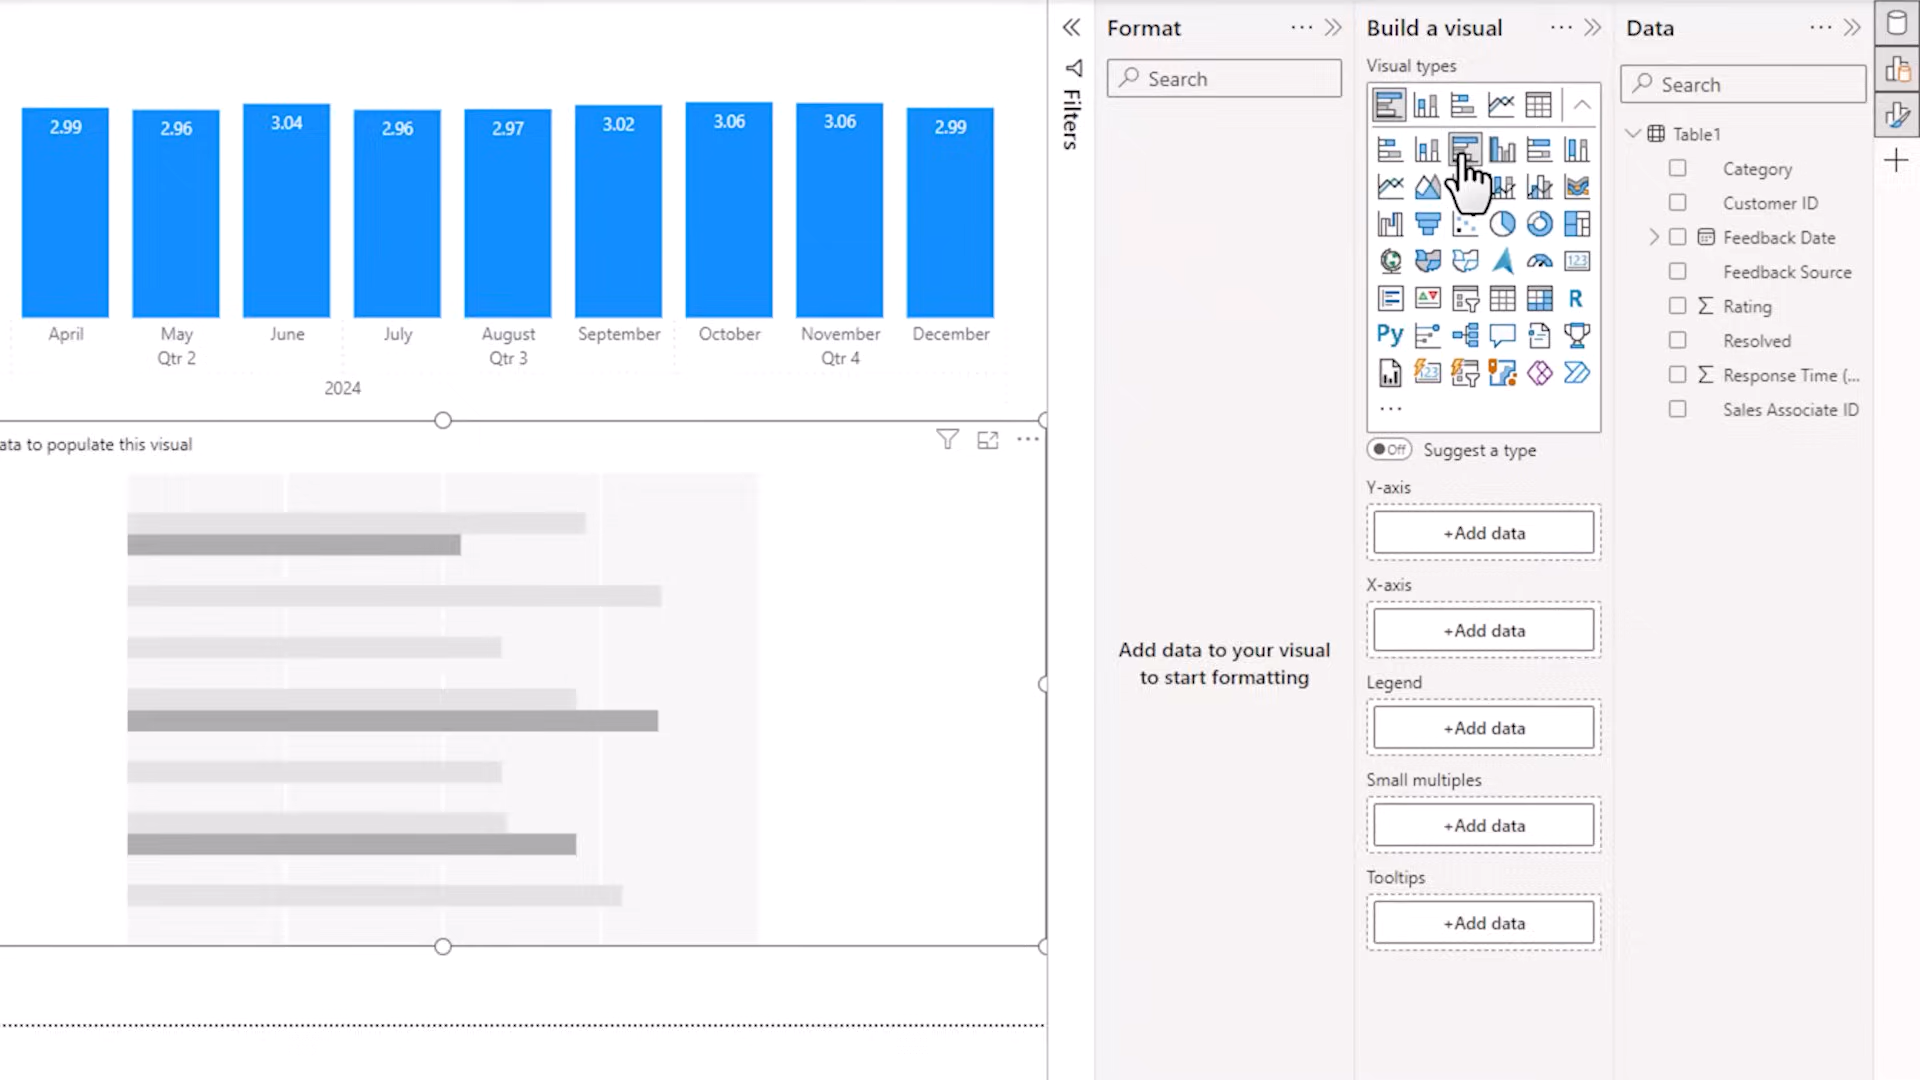 2.99
2.96
3.04
2.96
2.97
3.02
3.06
3.06
2.99
April
May
June
July
August
September
October
November
December
Qtr 2
Qtr 3
Qtr 4
2024
ata to populate this visual
Filters
Format
Search
Add data to your visual
to start formatting
Build a visual
Visual types
123
R
Py
123
Off
Suggest a type
Y-axis
+Add data
X-axis
+Add data
Legend
+Add data
Small multiples
+Add data
Tooltips
+Add data
Data
Search
Table1
Category
Customer ID
Feedback Date
Feedback Source
∑ Rating
Resolved
∑ Response Time (...
Sales Associate ID